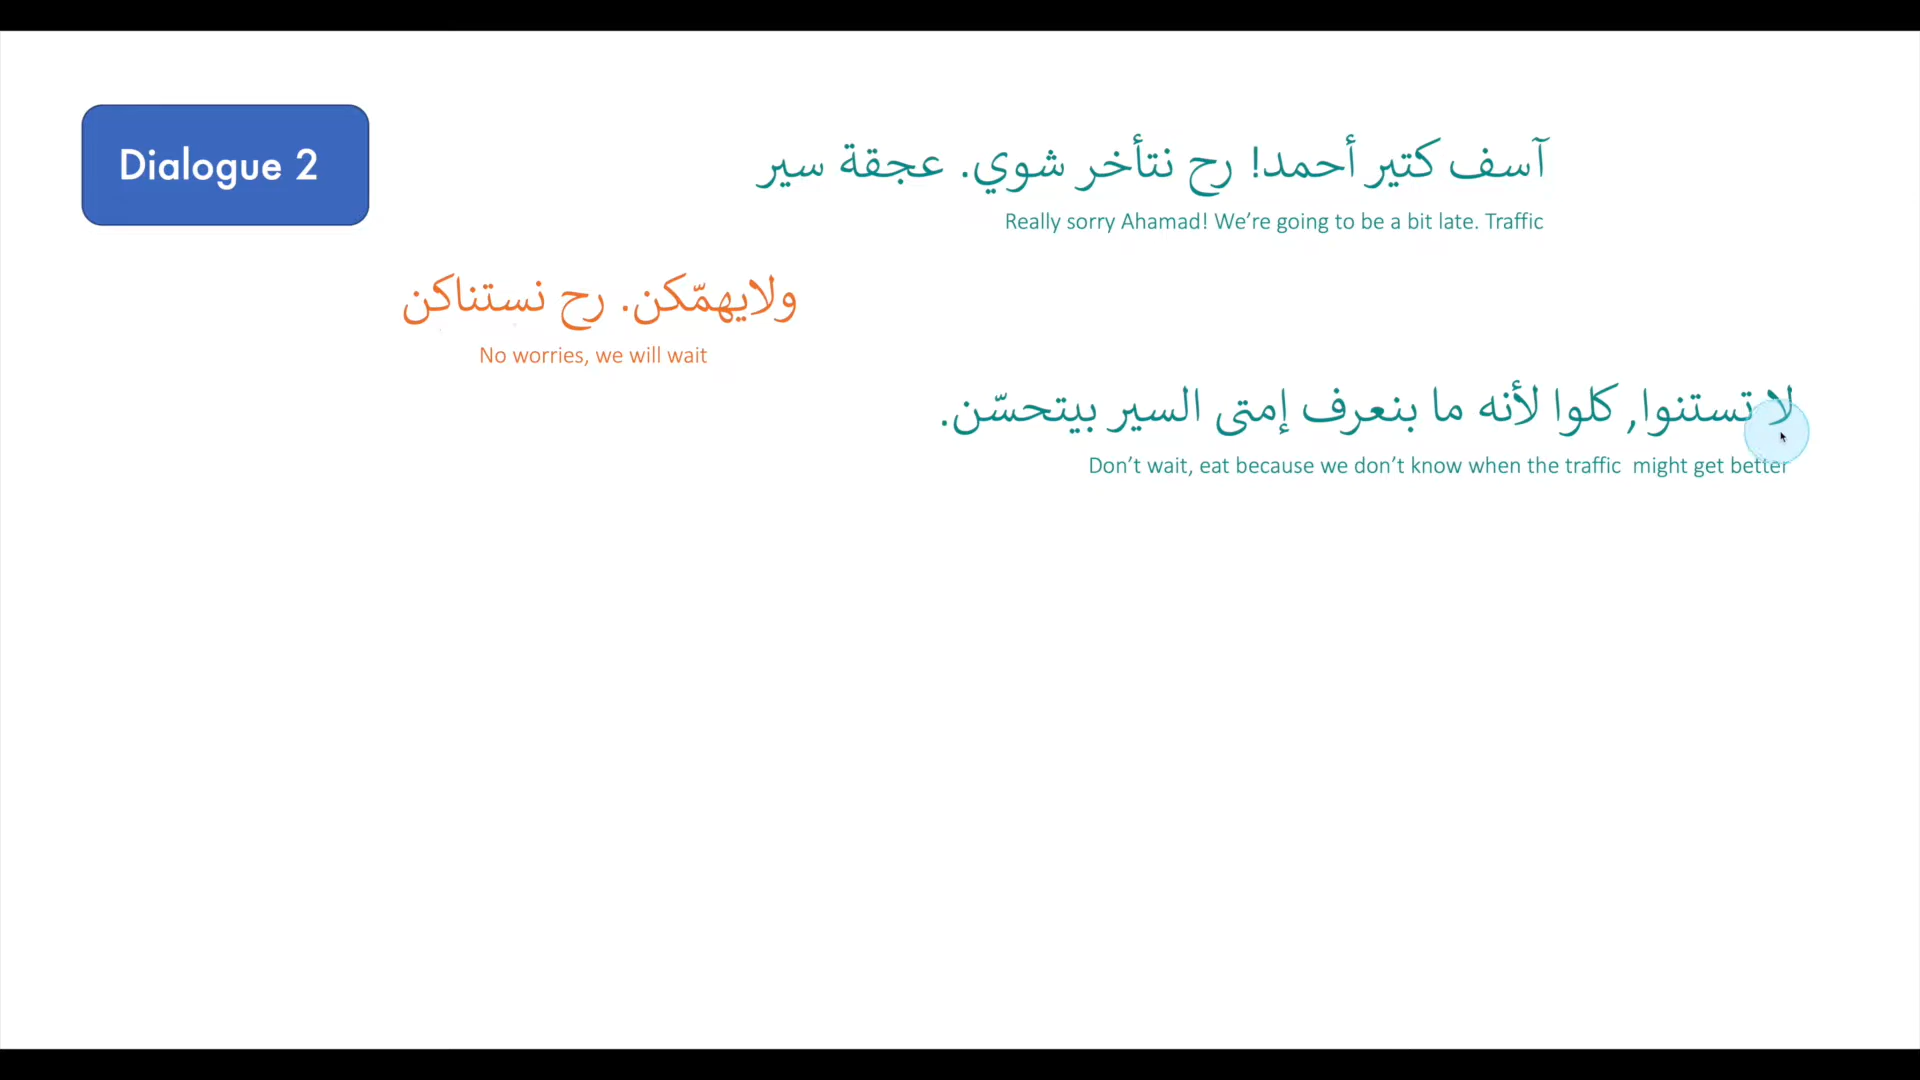 Dialogue 2
آسف كتير أحمد! رح نتأخر شوي. عجقة سير
Really sorry Ahamad! We’re going to be a bit late. Traffic
ولايهمّكن. رح نستناكن
No worries, we will wait
لا تستنوا, كلوا لأنه ما بنعرف إمتى السير بيتحسّن.
Don’t wait, eat because we don’t know when the traffic  might get better